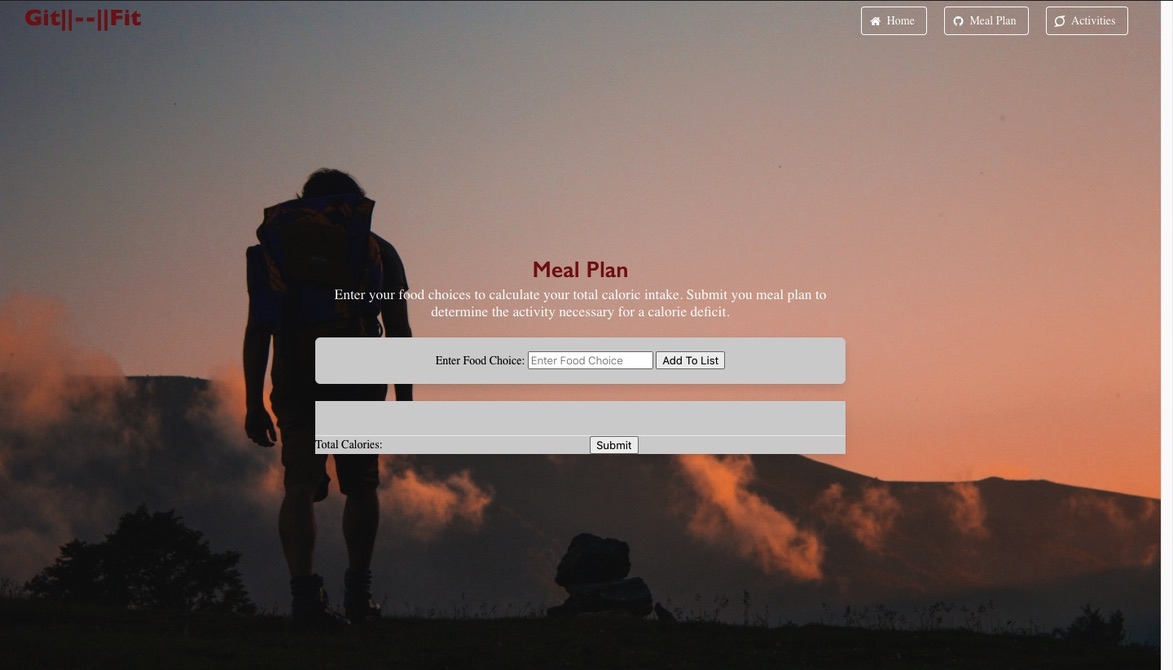 Git||--||Fit
Home
Meal Plan
Activities
Meal Plan
Enter your food choices to calculate your total caloric intake. Submit you meal plan to
determine the activity necessary for a calorie deficit.
Enter Food Choice: Enter Food Choice Add To List
Total Calories: Submit